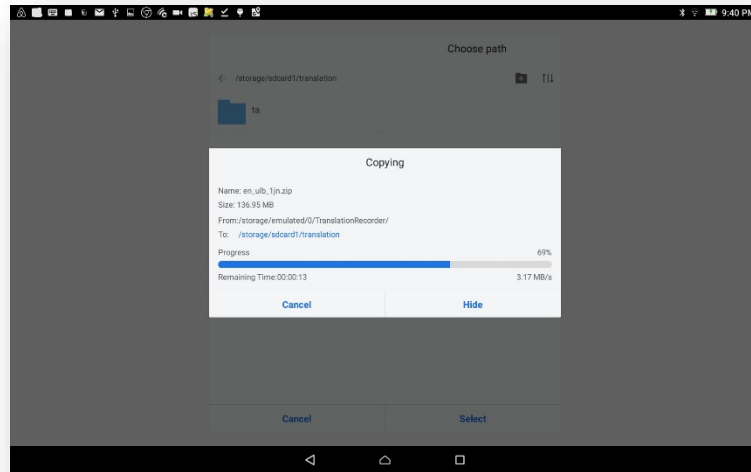 9:40 PM
Choose path
/storage/sdcard1/translation
ta
Copying
Name: en_ulb_1jn.zip
Size: 136.95 MB
From:/storage/emulated/0/TranslationRecorder/
To: /storage/sdcard1/translation
Progress 69%
Remaining Time:00:00:13 3.17 MB/s
Cancel Hide
Cancel Select